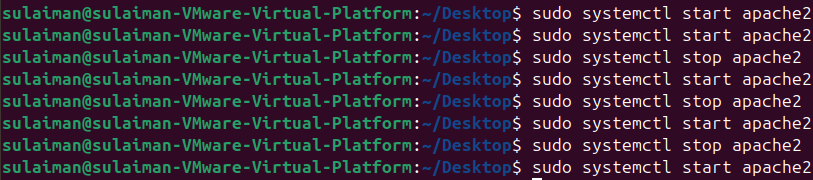 sulaiman@sulaiman-VMware-Virtual-Platform:~/Desktop$ sudo systemctl start apache2
sulaiman@sulaiman-VMware-Virtual-Platform:~/Desktop$ sudo systemctl start apache2
sulaiman@sulaiman-VMware-Virtual-Platform:~/Desktop$ sudo systemctl stop apache2
sulaiman@sulaiman-VMware-Virtual-Platform:~/Desktop$ sudo systemctl start apache2
sulaiman@sulaiman-VMware-Virtual-Platform:~/Desktop$ sudo systemctl stop apache2
sulaiman@sulaiman-VMware-Virtual-Platform:~/Desktop$ sudo systemctl start apache2
sulaiman@sulaiman-VMware-Virtual-Platform:~/Desktop$ sudo systemctl stop apache2
sulaiman@sulaiman-VMware-Virtual-Platform:~/Desktop$ sudo systemctl start apache2